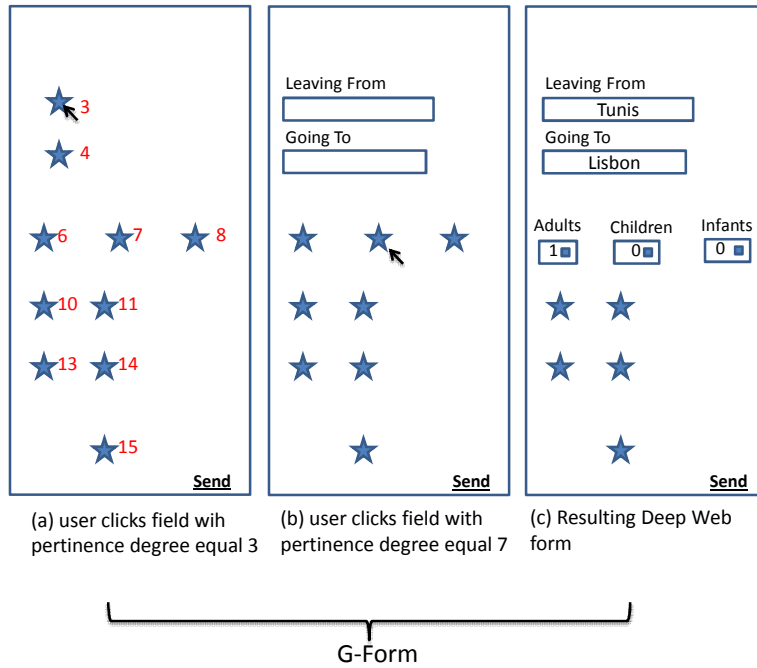 3
4
6 7 8
10 11
13 14
15
Send
(a) user clicks field wih
pertinence degree equal 3
Leaving From
Going To
Send
(b) user clicks field with
pertinence degree equal 7
Leaving From
Tunis
Going To
Lisbon
Adults Children Infants
1 0 0
Send
(c) Resulting Deep Web
form
G-Form